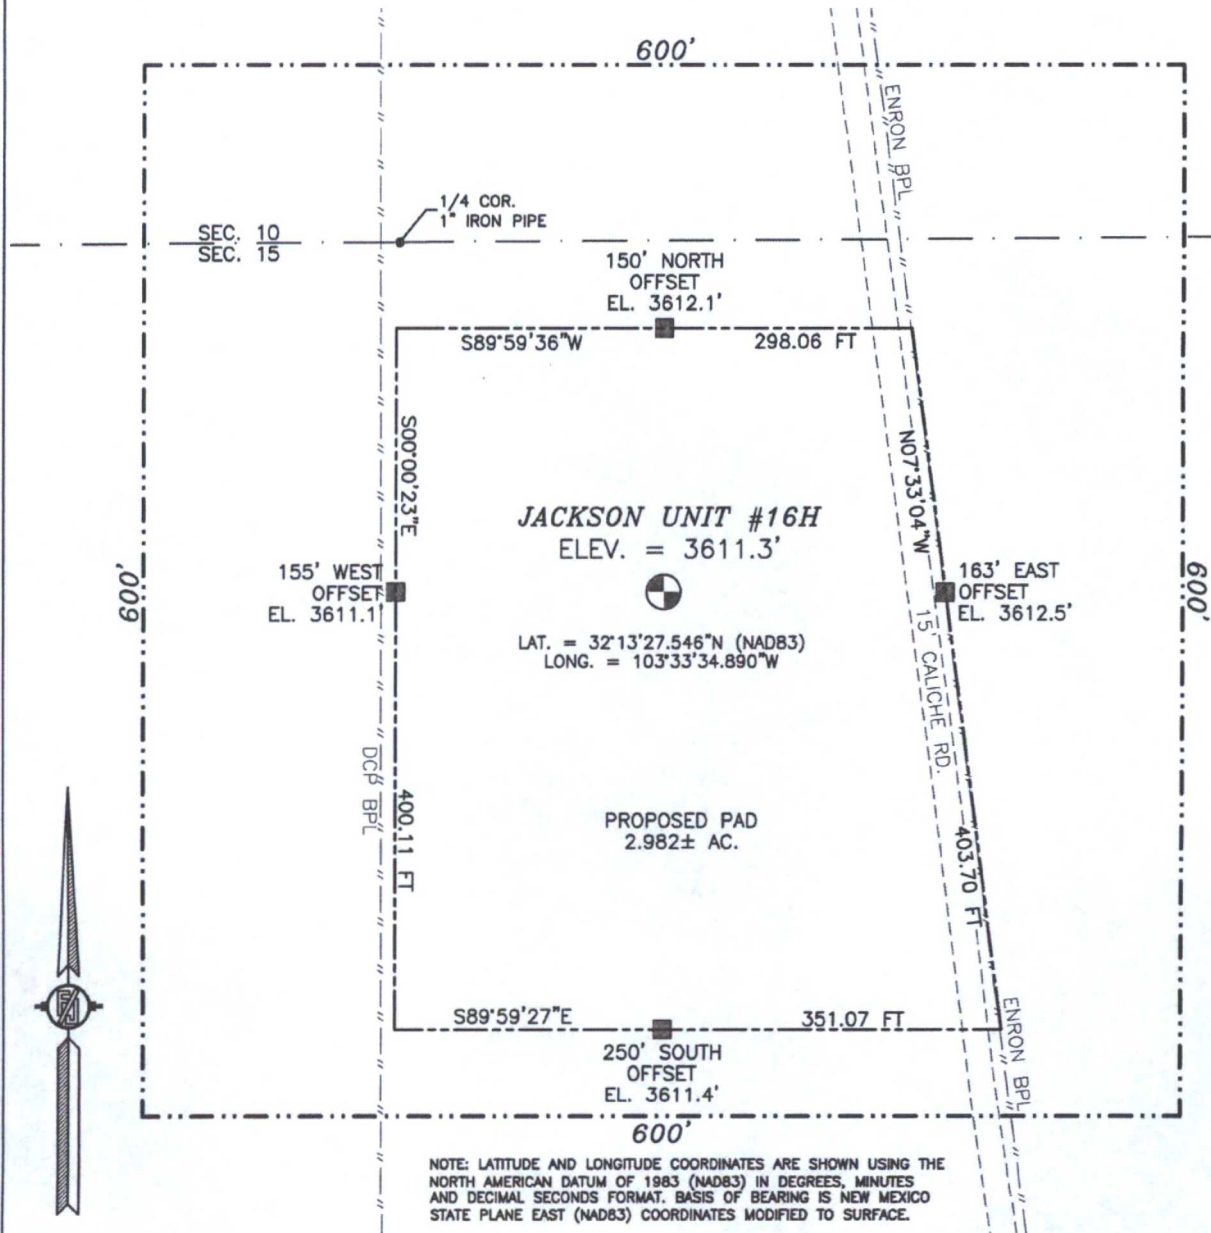 600'
ENRON BPL
1/4 COR.
1" IRON PIPE
SEC. 10
SEC. 15
150' NORTH
OFFSET
EL. 3612.1'
S89°59'36"W
298.06 FT
S00°00'23"E
N07°33'04"W
JACKSON UNIT #16H
ELEV. = 3611.3'
155' WEST
OFFSET
EL. 3611.1'
163' EAST
OFFSET
EL. 3612.5'
600'
600'
LAT. = 32°13'27.546"N (NAD83)
LONG. = 103°33'34.890"W
15' CALICHE RD.
DCP BPL
400.11 FT
PROPOSED PAD
2.982± AC.
403.70 FT
S89°59'27"E
351.07 FT
250' SOUTH
OFFSET
EL. 3611.4'
ENRON BPL
600'
NOTE: LATITUDE AND LONGITUDE COORDINATES ARE SHOWN USING THE
NORTH AMERICAN DATUM OF 1983 (NAD83) IN DEGREES, MINUTES
AND DECIMAL SECONDS FORMAT. BASIS OF BEARING IS NEW MEXICO
STATE PLANE EAST (NAD83) COORDINATES MODIFIED TO SURFACE.